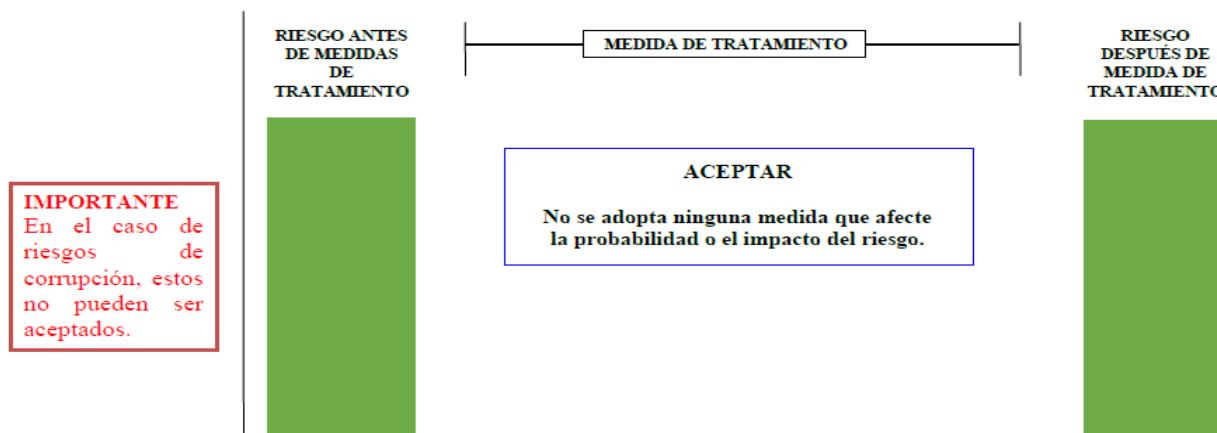 RIESGO ANTES
DE MEDIDAS
DE
TRATAMIENTO
MEDIDA DE TRATAMIENTO
RIESGO
DESPUÉS DE
MEDIDA DE
TRATAMIENTO
IMPORTANTE
En el caso de
riesgos de
corrupción, estos
no pueden ser
aceptados.
ACEPTAR
No se adopta ninguna medida que afecte
la probabilidad o el impacto del riesgo.